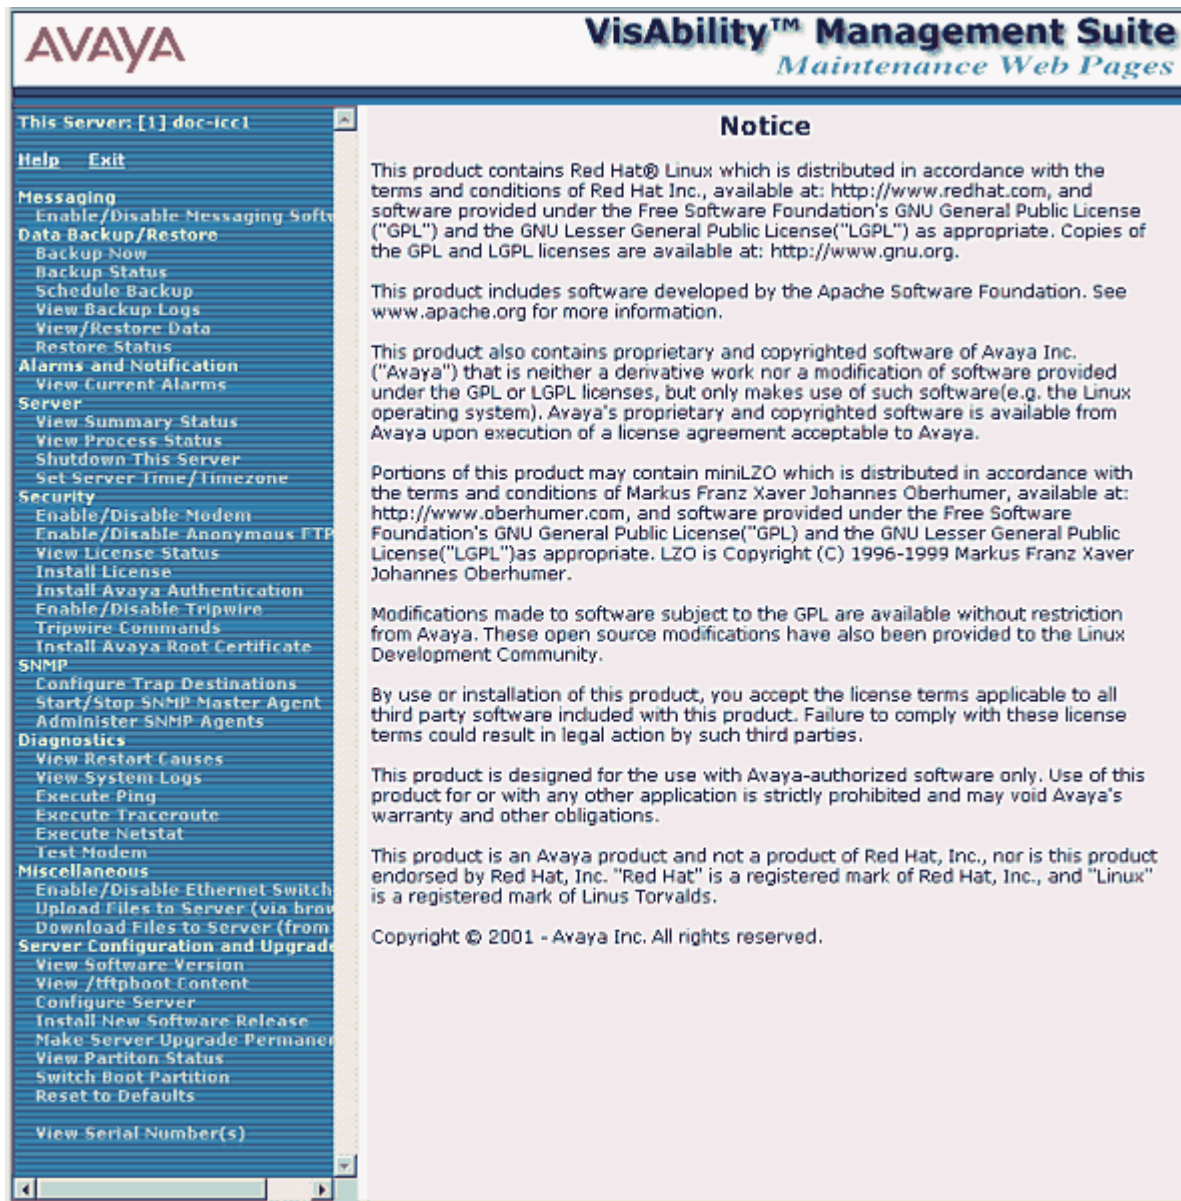 AVAYA
VisAbility™ Management Suite
Maintenance Web Pages
This Server: [1] doc-icc1
Help Exit
Messaging
Enable/Disable Messaging Softw
Data Backup/Restore
Backup Now
Backup Status
Schedule Backup
View Backup Logs
View/Restore Data
Restore Status
Alarms and Notification
View Current Alarms
Server
View Summary Status
View Process Status
Shutdown This Server
Set Server Time/Timezone
Security
Enable/Disable Modem
Enable/Disable Anonymous FTP
View License Status
Install License
Install Avaya Authentication
Enable/Disable Tripwire
Tripwire Commands
Install Avaya Root Certificate
SNMP
Configure Trap Destinations
Start/Stop SNMP Master Agent
Administer SNMP Agents
Diagnostics
View Restart Causes
View System Logs
Execute Ping
Execute Traceroute
Execute Netstat
Test Modem
Miscellaneous
Enable/Disable Ethernet Switch
Upload Files to Server (via brow
Download Files to Server (from
Server Configuration and Upgrade
View Software Version
View /tftpboot Content
Configure Server
Install New Software Release
Make Server Upgrade Permanen
View Partiton Status
Switch Boot Partition
Reset to Defaults
View Serial Number(s)
Notice
This product contains Red Hat® Linux which is distributed in accordance with the
terms and conditions of Red Hat Inc., available at: http://www.redhat.com, and
software provided under the Free Software Foundation's GNU General Public License
("GPL") and the GNU Lesser General Public License("LGPL") as appropriate. Copies of
the GPL and LGPL licenses are available at: http://www.gnu.org.
This product includes software developed by the Apache Software Foundation. See
www.apache.org for more information.
This product also contains proprietary and copyrighted software of Avaya Inc.
("Avaya") that is neither a derivative work nor a modification of software provided
under the GPL or LGPL licenses, but only makes use of such software(e.g. the Linux
operating system). Avaya's proprietary and copyrighted software is available from
Avaya upon execution of a license agreement acceptable to Avaya.
Portions of this product may contain miniLZO which is distributed in accordance with
the terms and conditions of Markus Franz Xaver Johannes Oberhumer, available at:
http://www.oberhumer.com, and software provided under the Free Software
Foundation's GNU General Public License("GPL) and the GNU Lesser General Public
License("LGPL")as appropriate. LZO is Copyright (C) 1996-1999 Markus Franz Xaver
Johannes Oberhumer.
Modifications made to software subject to the GPL are available without restriction
from Avaya. These open source modifications have also been provided to the Linux
Development Community.
By use or installation of this product, you accept the license terms applicable to all
third party software included with this product. Failure to comply with these license
terms could result in legal action by such third parties.
This product is designed for the use with Avaya-authorized software only. Use of this
product for or with any other application is strictly prohibited and may void Avaya's
warranty and other obligations.
This product is an Avaya product and not a product of Red Hat, Inc., nor is this product
endorsed by Red Hat, Inc. "Red Hat" is a registered mark of Red Hat, Inc., and "Linux"
is a registered mark of Linus Torvalds.
Copyright © 2001 - Avaya Inc. All rights reserved.